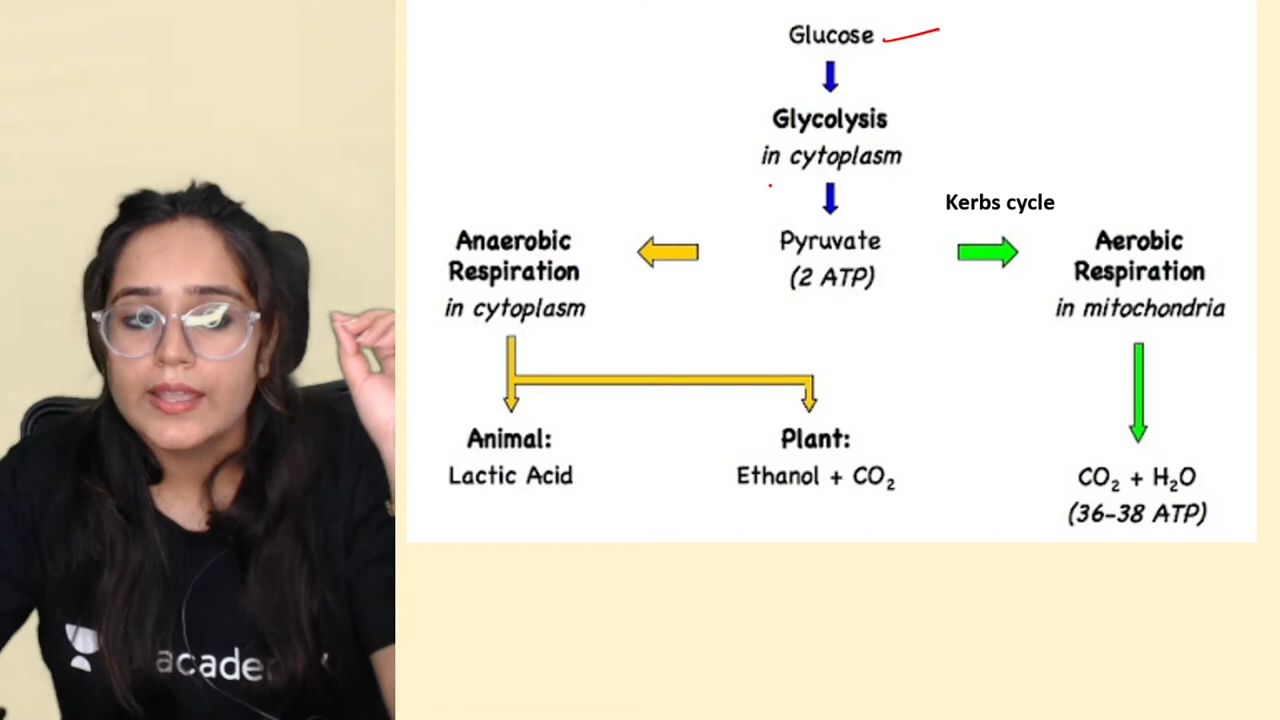 Glucose
Glycolysis
in cytoplasm
Kerbs cycle
Anaerobic
Respiration
in cytoplasm
Pyruvate
(2 ATP)
Aerobic
Respiration
in mitochondria
Animal:
Lactic Acid
Plant:
Ethanol + CO₂
CO₂ + H₂O
(36-38 ATP)